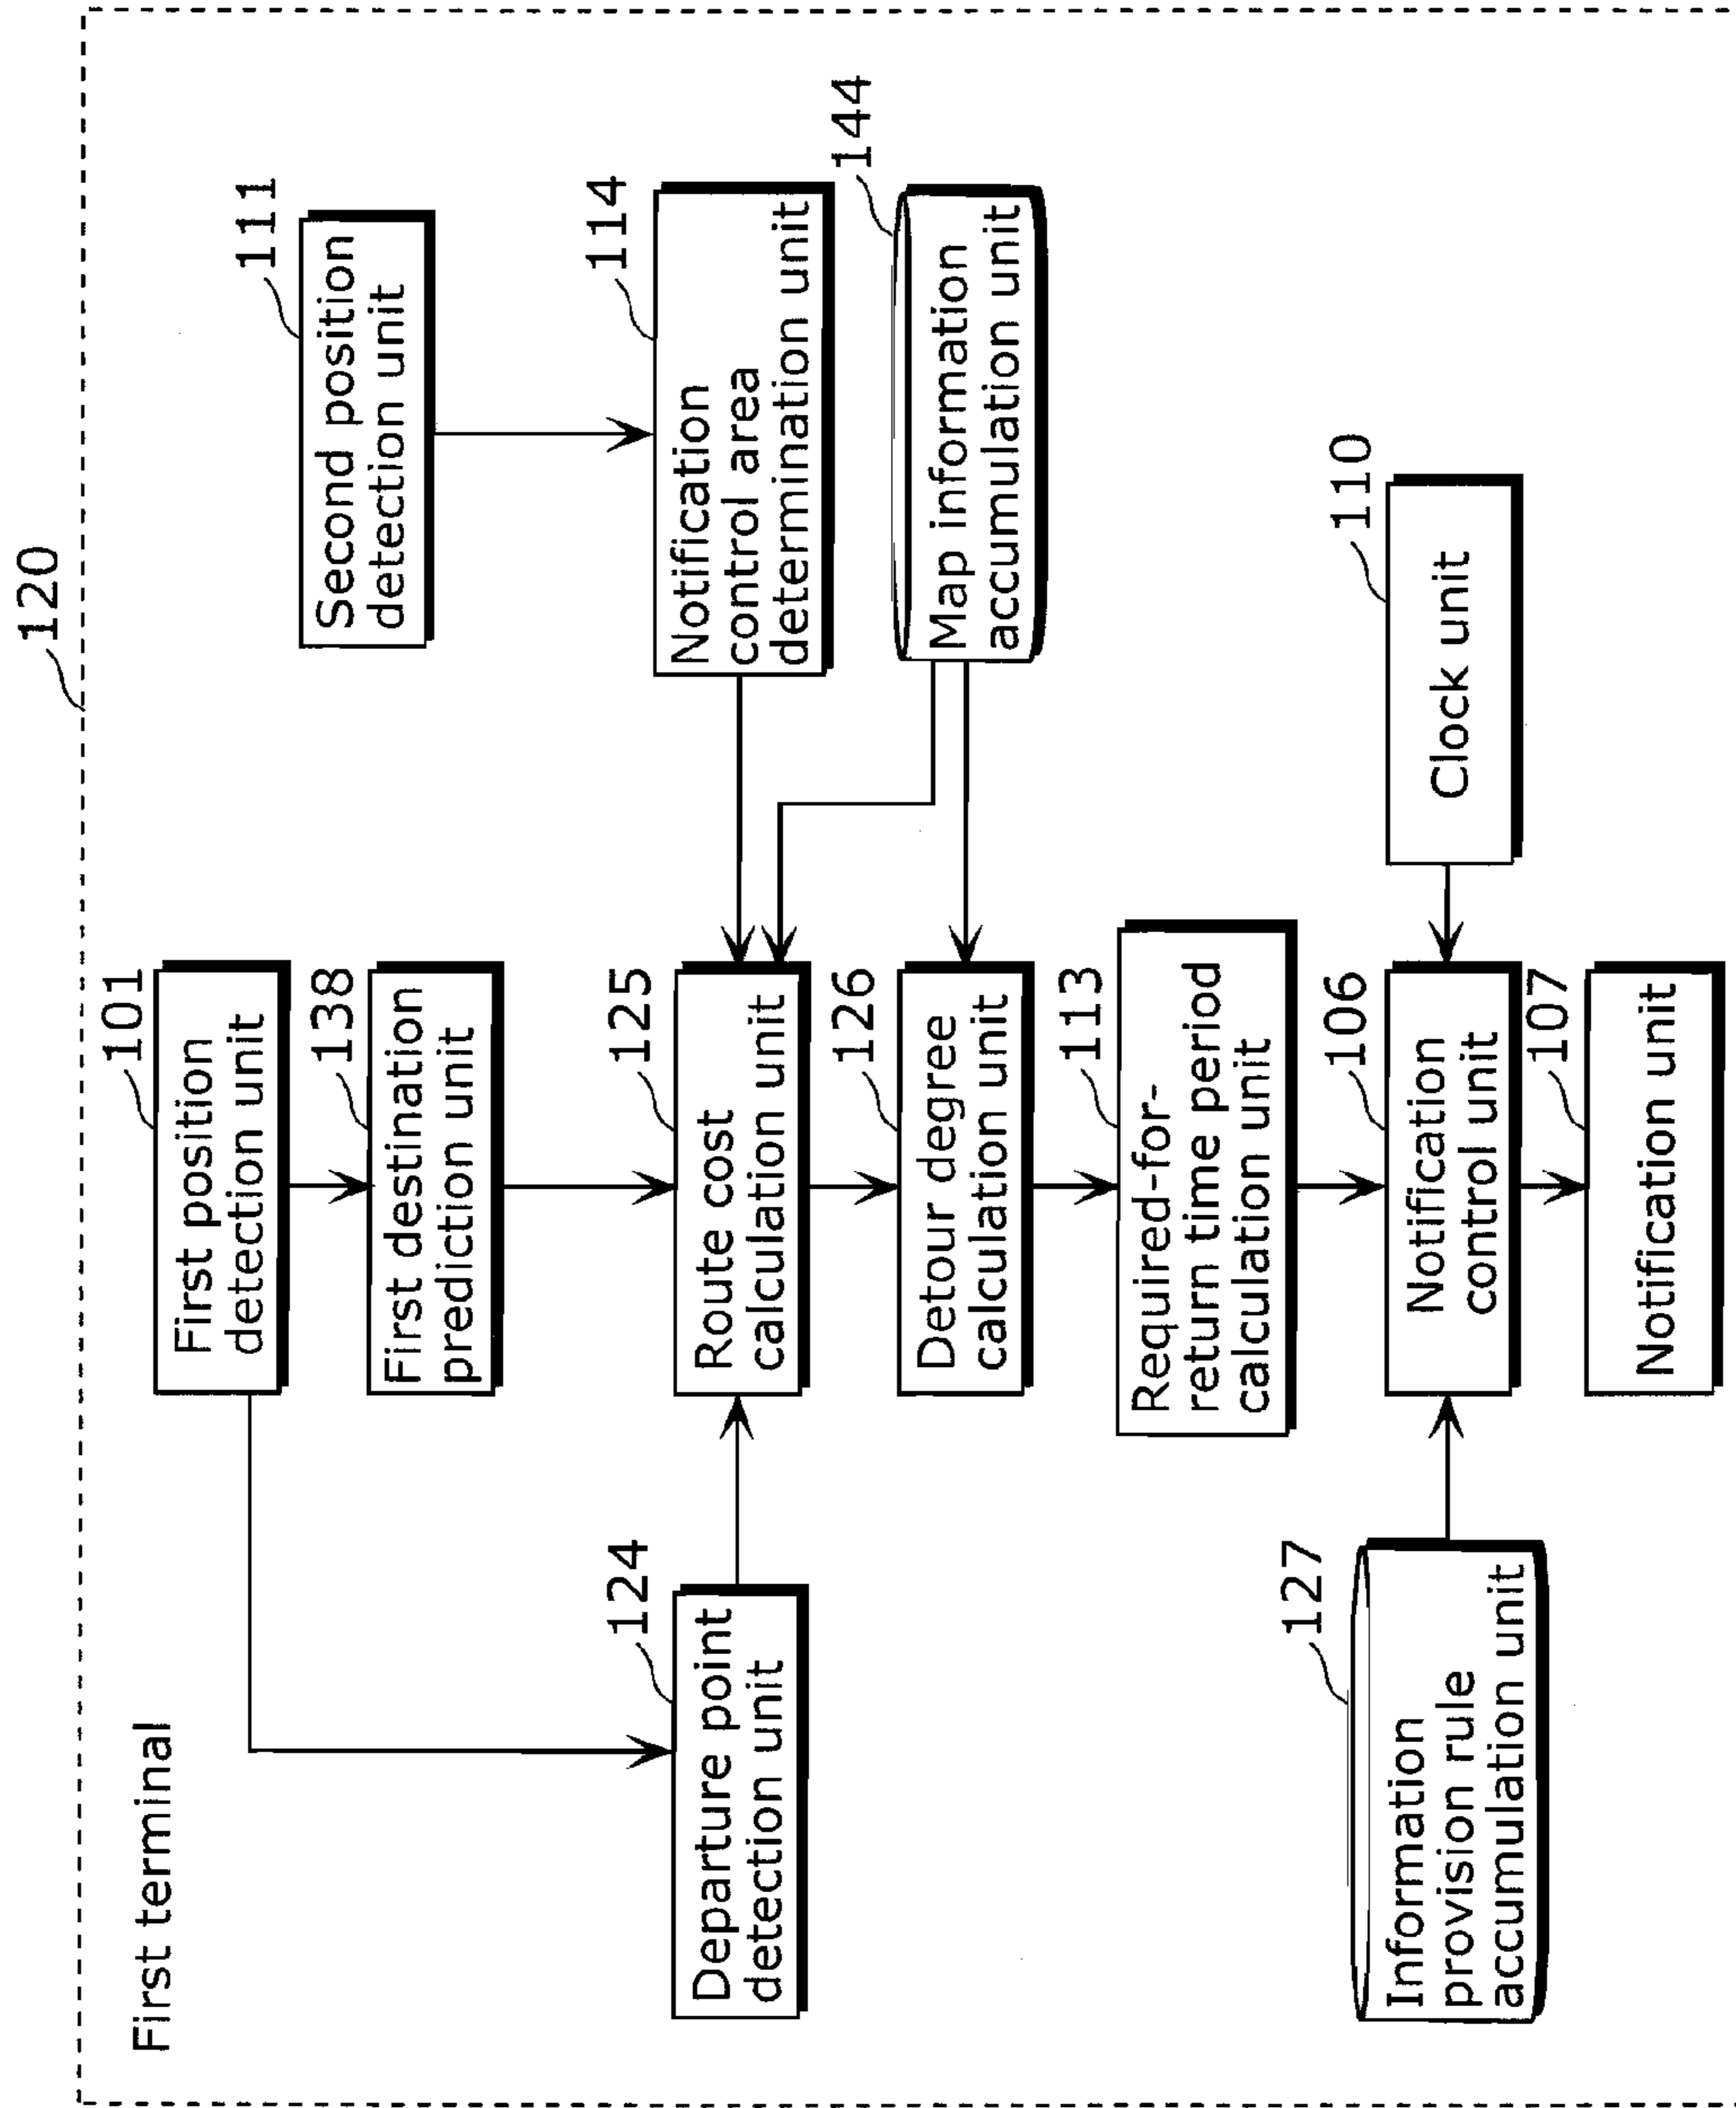 120
First terminal
101
First position
detection unit
111
Second position
detection unit
138
First destination
prediction unit
124
Departure point
detection unit
125
Route cost
calculation unit
114
Notification
control area
determination unit
126
Detour degree
calculation unit
144
Map information
accumulation unit
113
Required-for-
return time period
calculation unit
127
Information
provision rule
accumulation unit
106
Notification
control unit
110
Clock unit
107
Notification unit